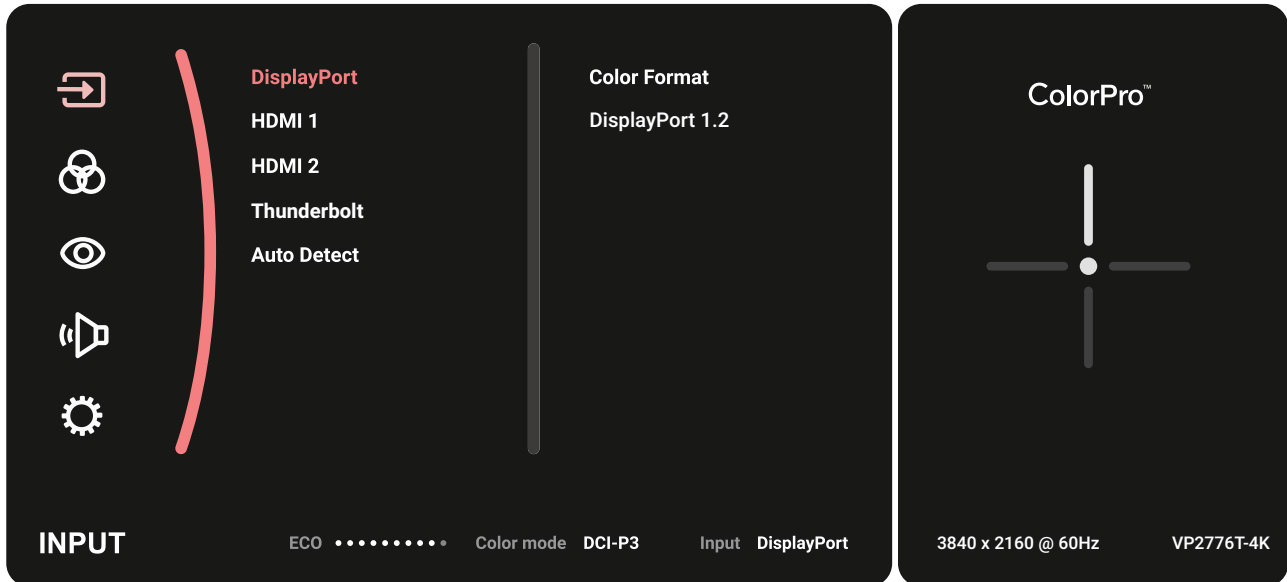 DisplayPort
HDMI 1
HDMI 2
Thunderbolt
Auto Detect
Color Format
DisplayPort 1.2
ColorPro™
INPUT
ECO
Color mode DCI-P3
Input DisplayPort
3840 x 2160 @ 60Hz
VP2776T-4K